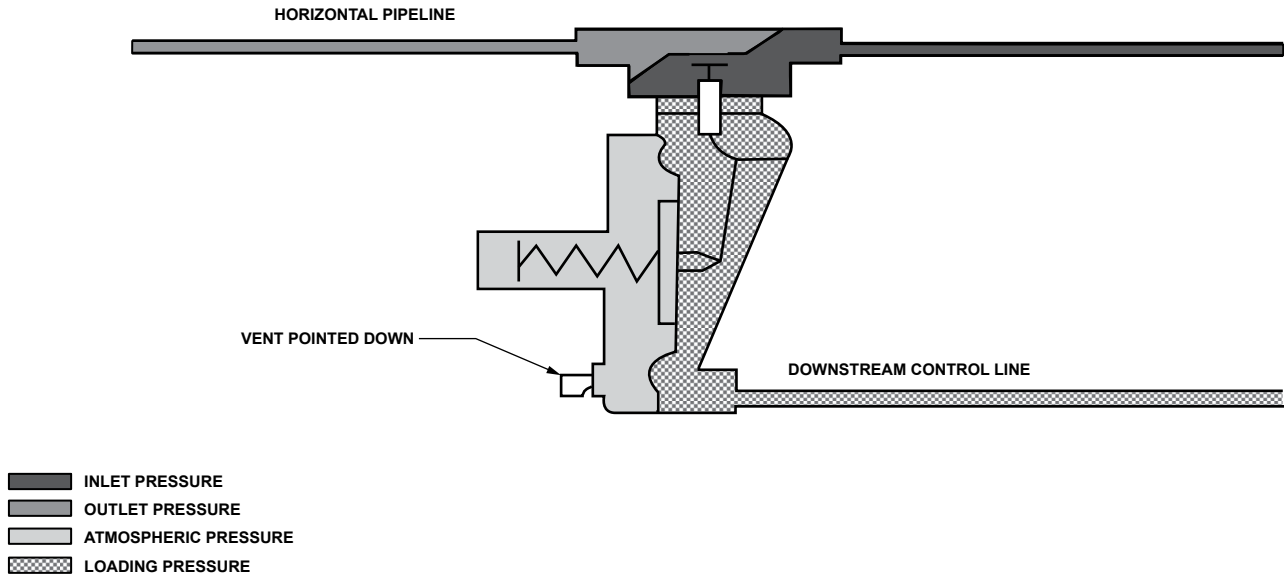 HORIZONTAL PIPELINE
VENT POINTED DOWN
DOWNSTREAM CONTROL LINE
INLET PRESSURE
OUTLET PRESSURE
ATMOSPHERIC PRESSURE
LOADING PRESSURE